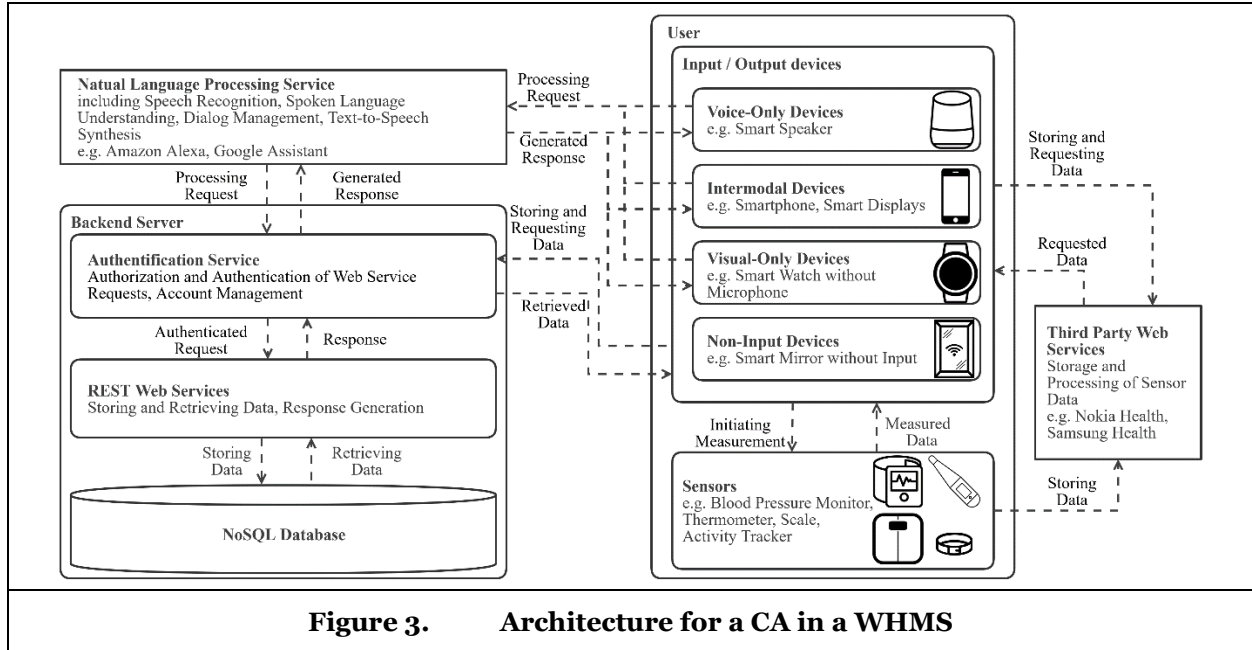 User
Input / Output devices
Natual Language Processing Service
including Speech Recognition, Spoken Language
Understanding, Dialog Management, Text-to-Speech
Synthesis
e.g. Amazon Alexa, Google Assistant
Processing
Request
Generated
Response
Voice-Only Devices
e.g. Smart Speaker
Intermodal Devices
e.g. Smartphone, Smart Displays
Visual-Only Devices
e.g. Smart Watch without
Microphone
Non-Input Devices
e.g. Smart Mirror without Input
Storing and
Requesting
Data
Requested
Data
Processing
Request
Generated
Response
Backend Server
Authentification Service
Authorization and Authentication of Web Service
Requests, Account Management
Storing and
Requesting
Data
Retrieved
Data
Authenticated
Request
Response
REST Web Services
Storing and Retrieving Data, Response Generation
Storing
Data
Retrieving
Data
NoSQL Database
Initiating
Measurement
Measured
Data
Sensors
e.g. Blood Pressure Monitor,
Thermometer, Scale,
Activity Tracker
Third Party Web
Services
Storage and
Processing of Sensor
Data
e.g. Nokia Health,
Samsung Health
Storing
Data
Figure 3. Architecture for a CA in a WHMS